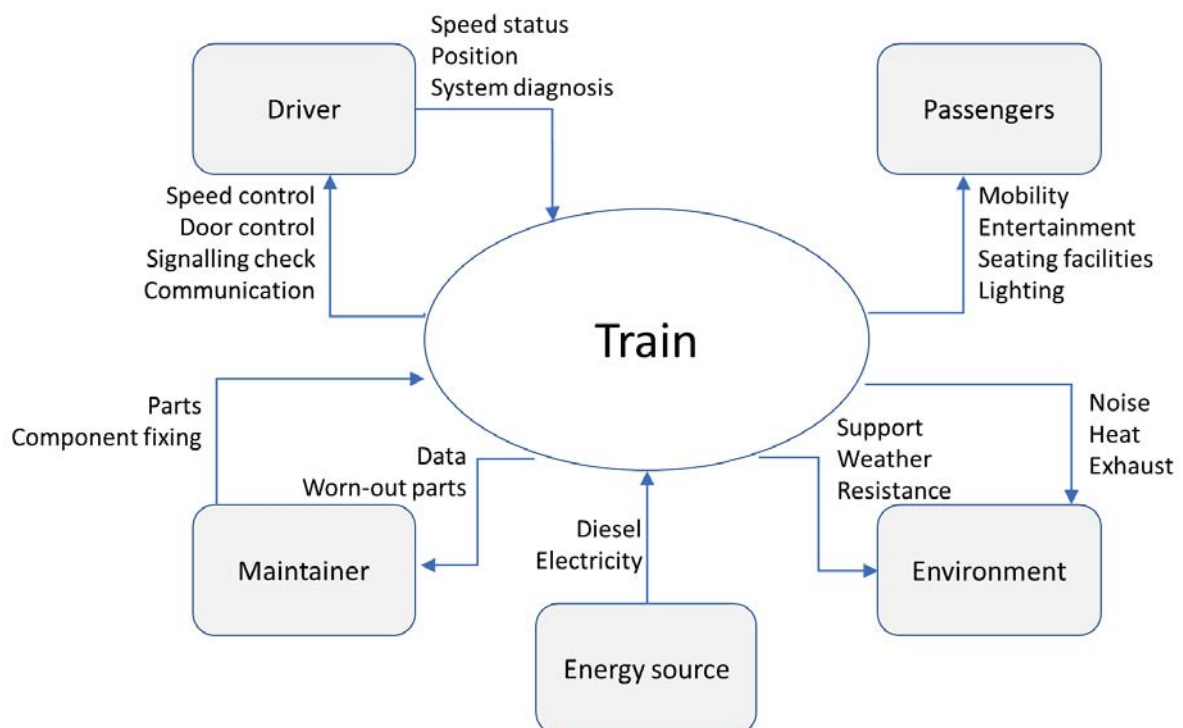 Speed status
Position
System diagnosis
Driver
Passengers
Speed control
Door control
Signalling check
Communication
Mobility
Entertainment
Seating facilities
Lighting
Train
Parts
Component fixing
Data
Worn-out parts
Support
Weather
Resistance
Noise
Heat
Exhaust
Diesel
Electricity
Maintainer
Environment
Energy source